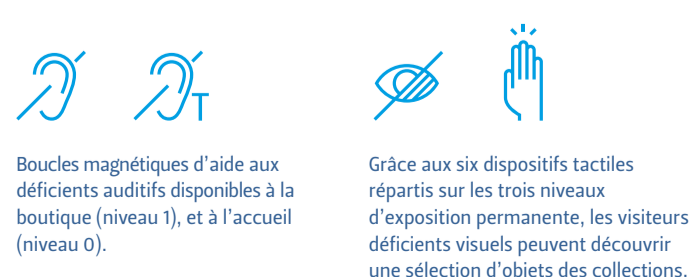 T
Boucles magnétiques d’aide aux
déficients auditifs disponibles à la
boutique (niveau 1), et à l’accueil
(niveau 0).
Grâce aux six dispositifs tactiles
répartis sur les trois niveaux
d’exposition permanente, les visiteurs
déficients visuels peuvent découvrir
une sélection d’objets des collections.